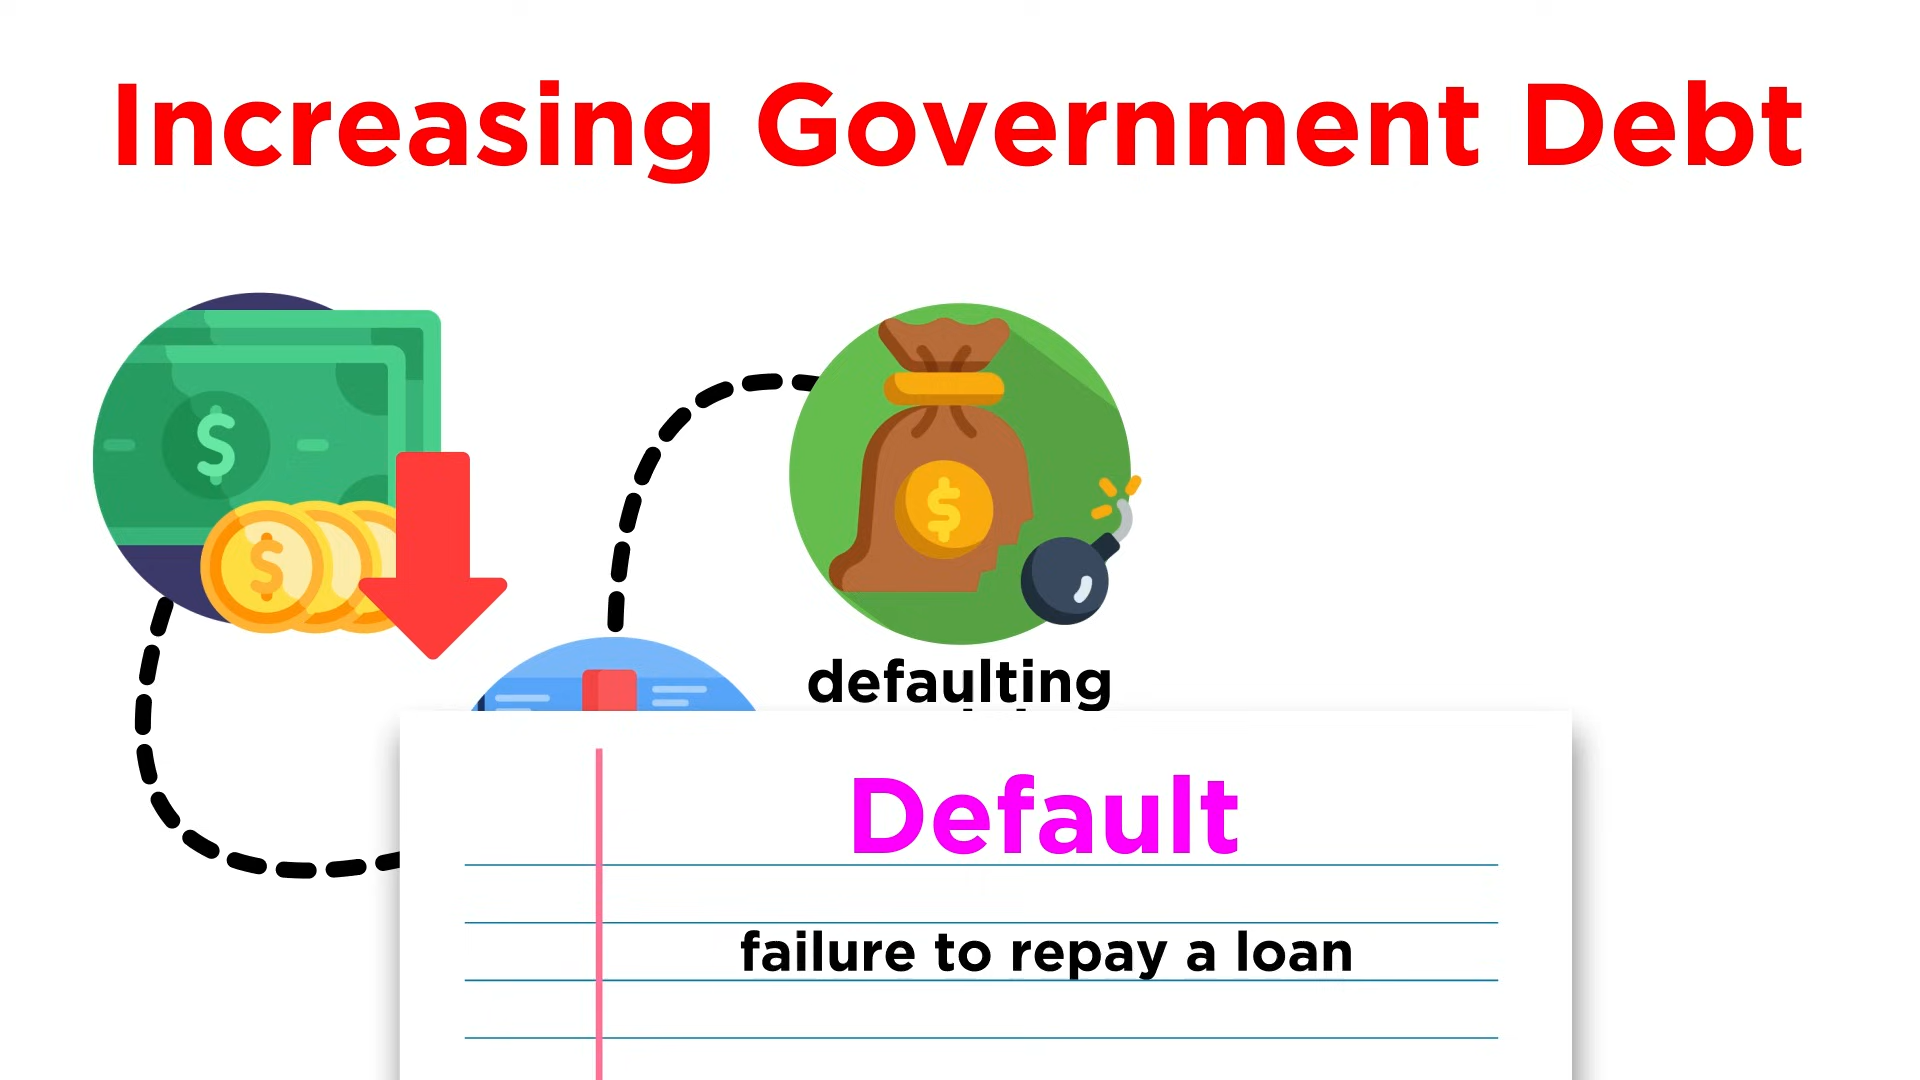 Increasing Government Debt
defaulting
Default
failure to repay a loan